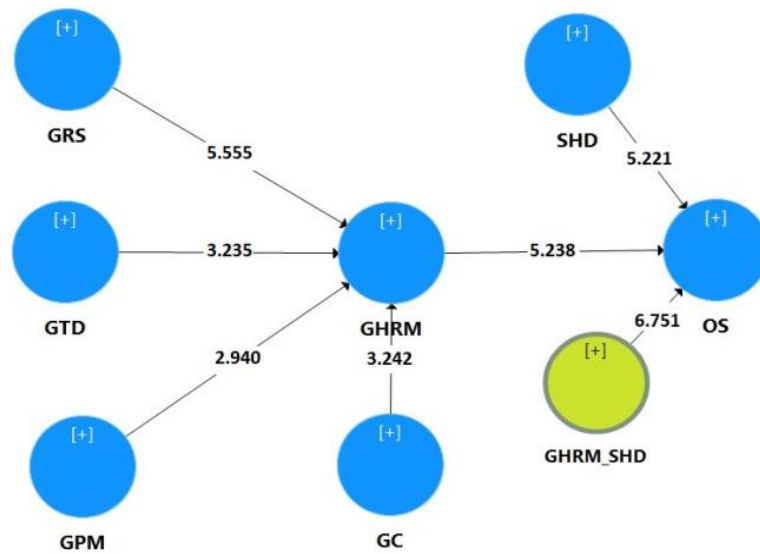 [+]
GRS
[+]
SHD
5.555
5.221
[+]
GTD
3.235
[+]
GHRM
5.238
[+]
OS
2.940
3.242
6.751
[+]
GHRM_SHD
[+]
GPM
[+]
GC